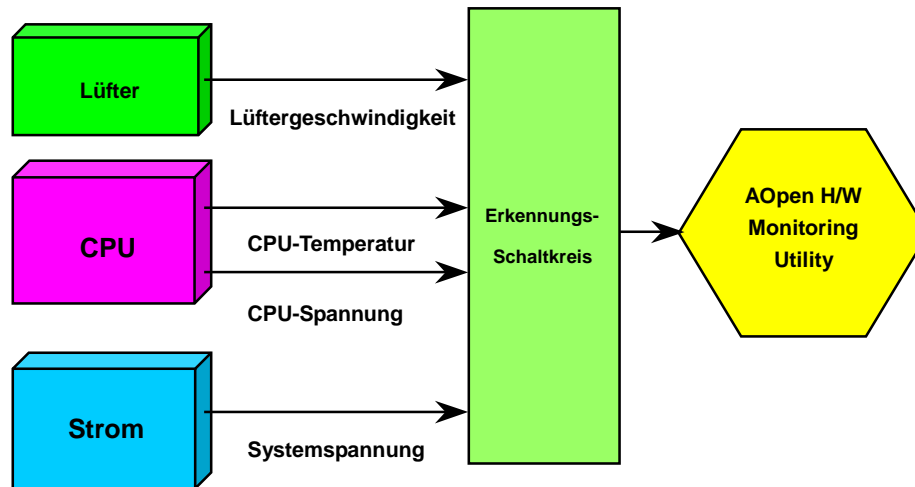 Lüfter
Lüftergeschwindigkeit
CPU
CPU-Temperatur
CPU-Spannung
Strom
Systemspannung
Erkennungs-
Schaltkreis
AOpen H/W
Monitoring
Utility